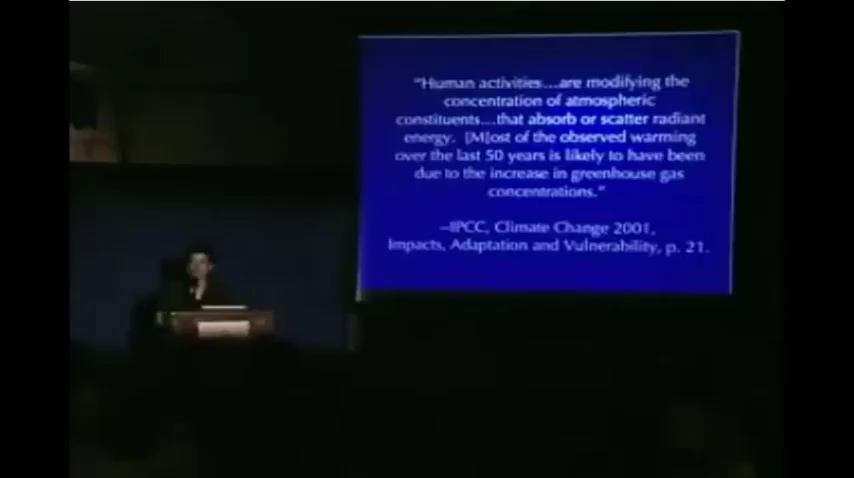 "Human activities...are modifying the
concentration of atmospheric
constituents...that absorb or scatter radiant
energy. [M]ost of the observed warming
over the last 50 years is likely to have been
due to the increase in greenhouse gas
concentrations."
–IPCC, Climate Change 2001,
Impacts, Adaptation and Vulnerability, p. 21.